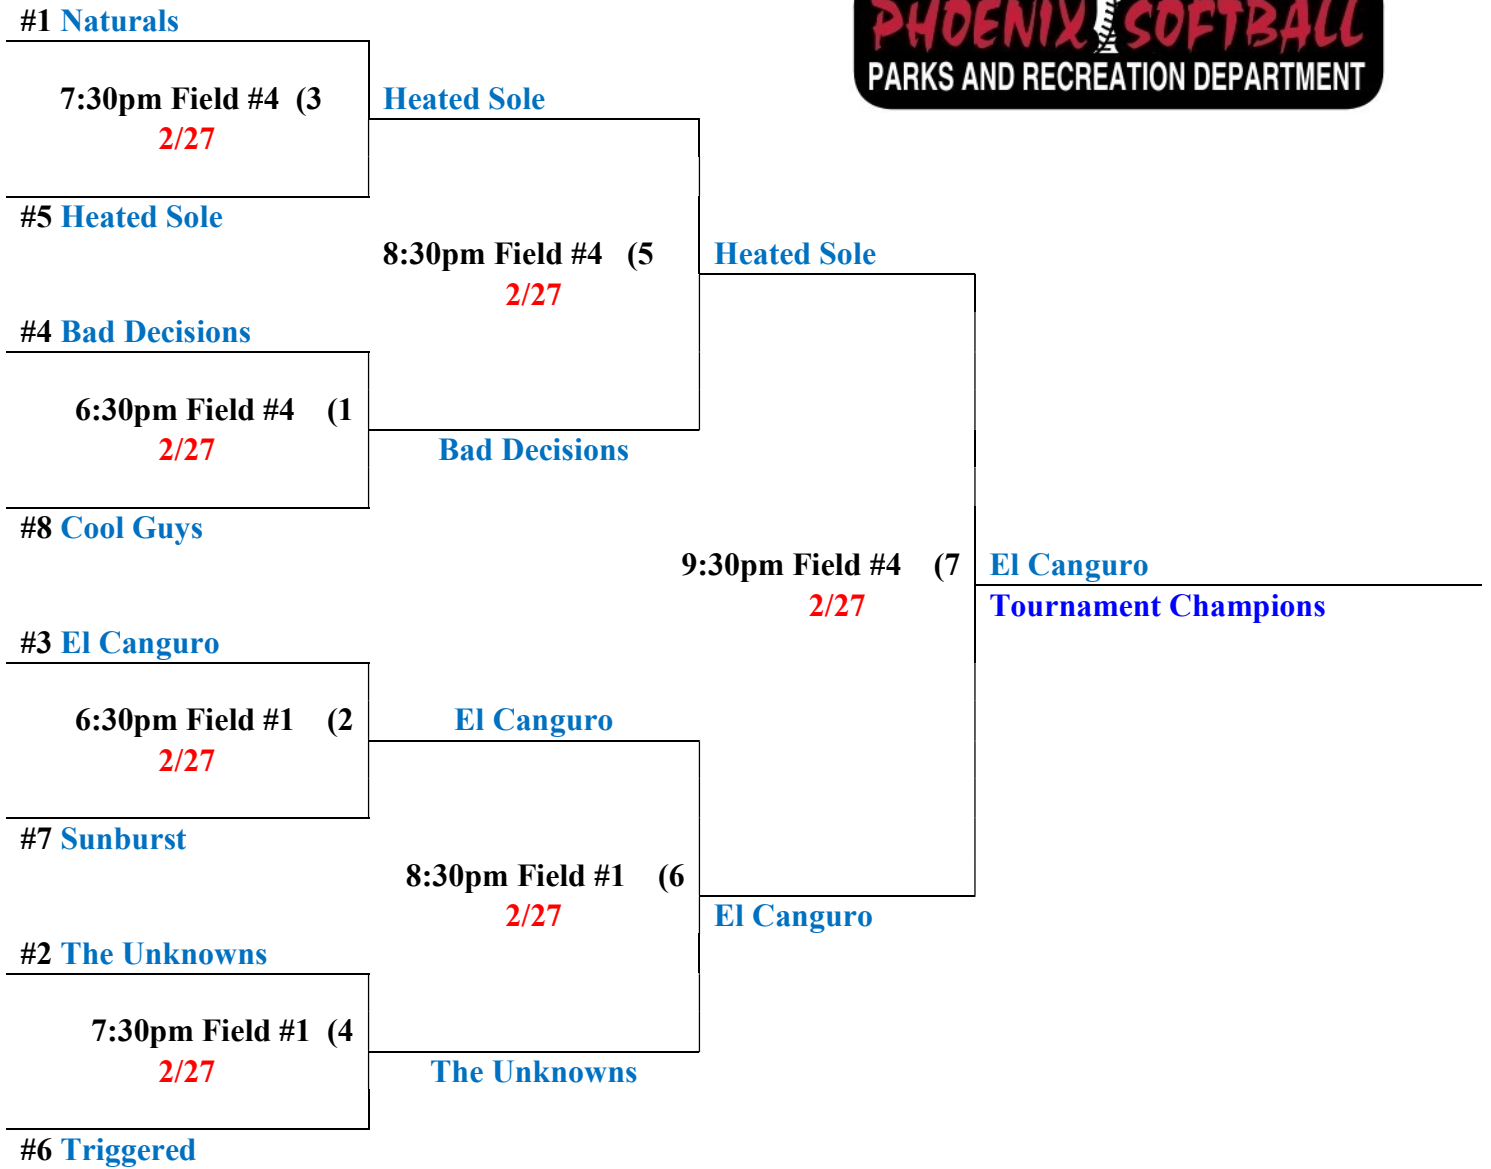 #1 Naturals
PHOENIX SOFTBALL
PARKS AND RECREATION DEPARTMENT
7:30pm Field #4 (3
Heated Sole
2/27
#5 Heated Sole
8:30pm Field #4 (5
Heated Sole
2/27
#4 Bad Decisions
6:30pm Field #4 (1
2/27
Bad Decisions
#8 Cool Guys
9:30pm Field #4 (7
El Canguro
2/27
Tournament Champions
#3 El Canguro
6:30pm Field #1 (2
El Canguro
2/27
#7 Sunburst
8:30pm Field #1 (6
2/27
El Canguro
#2 The Unknowns
7:30pm Field #1 (4
2/27
The Unknowns
#6 Triggered